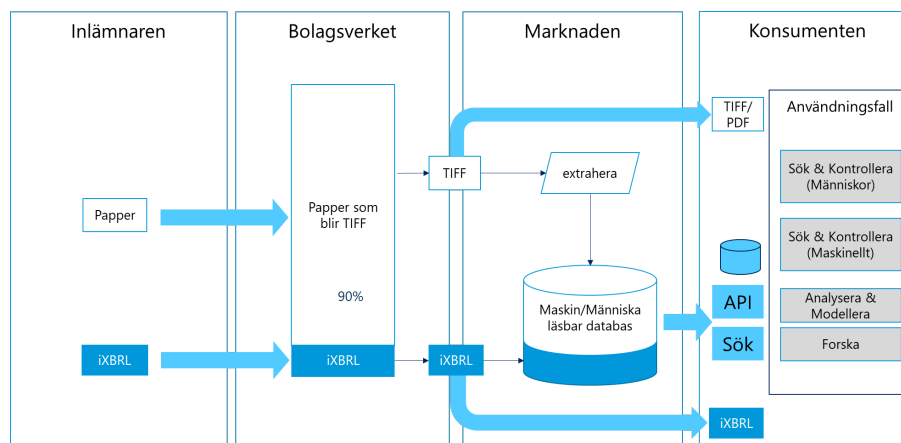 Inlämnaren
Bolagsverket
Marknaden
Konsumenten
Papper
iXBRL
Papper som
blir TIFF
90%
iXBRL
TIFF
iXBRL
extrahera
Maskin/Människa
läsbar databas
TIFF/
PDF
API
Sök
iXBRL
Användningsfall
Sök & Kontrollera
(Människor)
Sök & Kontrollera
(Maskinellt)
Analysera &
Modellera
Forska